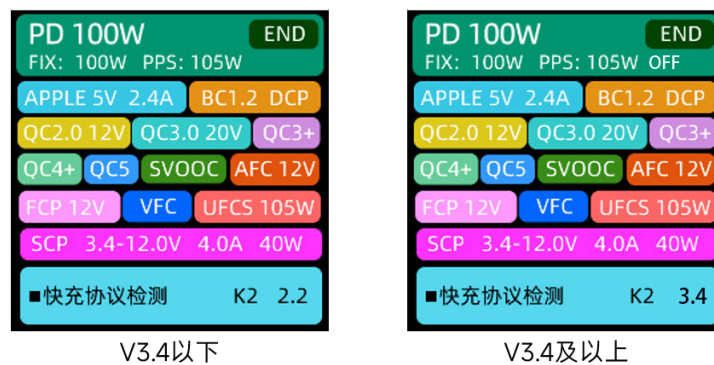 PD 100W END
FIX: 100W PPS: 105W
APPLE 5V 2.4A BC1.2 DCP
QC2.0 12V QC3.0 20V QC3+
QC4+ QC5 SVOOC AFC 12V
FCP 12V VFC UFCS 105W
SCP 3.4-12.0V 4.0A 40W
■快充协议检测 K2 2.2
V3.4以下
PD 100W END
FIX: 100W PPS: 105W OFF
APPLE 5V 2.4A BC1.2 DCP
QC2.0 12V QC3.0 20V QC3+
QC4+ QC5 SVOOC AFC 12V
FCP 12V VFC UFCS 105W
SCP 3.4-12.0V 4.0A 40W
■快充协议检测 K2 3.4
V3.4及以上